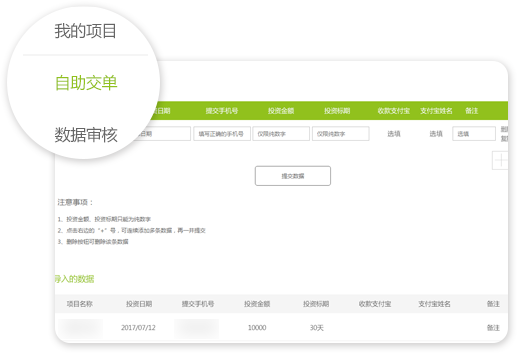 我的项目
自助交单
数据审核
日期 提交手机号 投资金额 投资标期 收款支付宝 支付宝姓名 备注
日期 填写正确的手机号 仅限纯数字 仅限纯数字 选填 选填 选填
提交数据
注意事项：
1、投资金额、投资标期只能为纯数字
2、点击右边的“+”号，可连续添加多条数据，再一并提交
3、删除按钮可删除该条数据
导入的数据
项目名称 投资日期 提交手机号 投资金额 投资标期 收款支付宝 支付宝姓名 备注
2017/07/12 10000 30天 备注